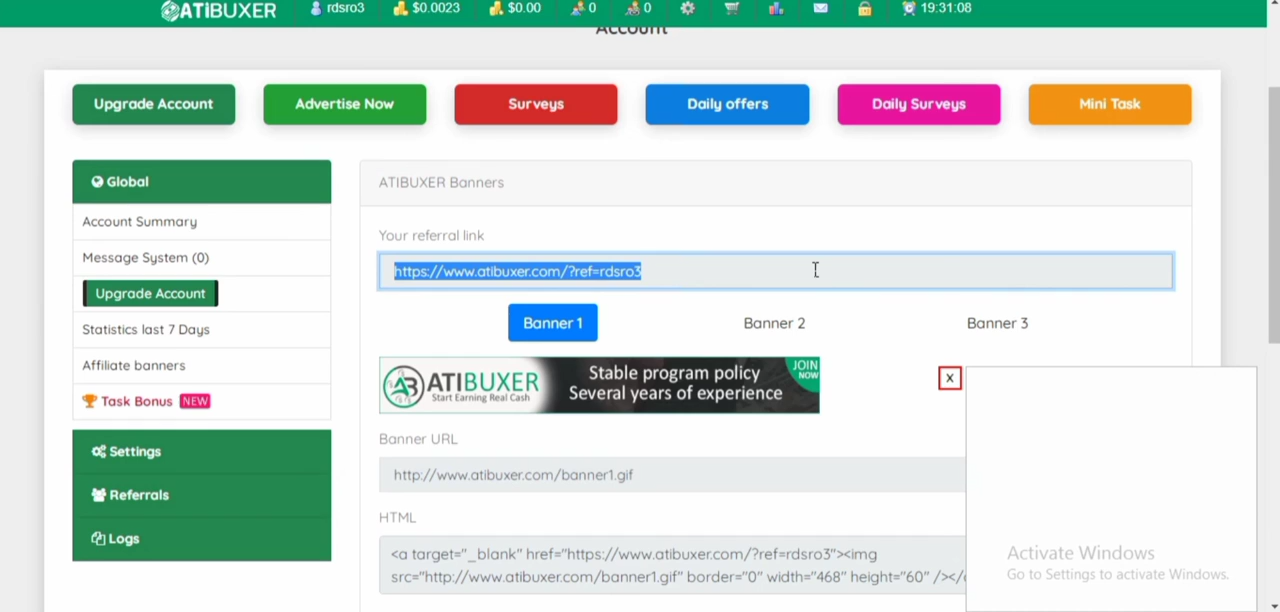 ATIBUXER rdsro3 $0.0023 $0.00 0 0 19:31:08
Account
Upgrade Account Advertise Now Surveys Daily offers Daily Surveys Mini Task
Global
Account Summary
Message System (0)
Upgrade Account
Statistics last 7 Days
Affiliate banners
Task Bonus NEW
Settings
Referrals
Logs
ATIBUXER Banners
Your referral link
https://www.atibuxer.com/?ref=rdsro3
Banner 1 Banner 2 Banner 3
ATIBUXER
Start Earning Real Cash
Stable program policy
Several years of experience
JOIN
NOW
X
Banner URL
http://www.atibuxer.com/banner1.gif
HTML
<a target="_blank" href="https://www.atibuxer.com/?ref=rdsro3"><img
src="http://www.atibuxer.com/banner1.gif" border="0" width="468" height="60" /></
Activate Windows
Go to Settings to activate Windows.